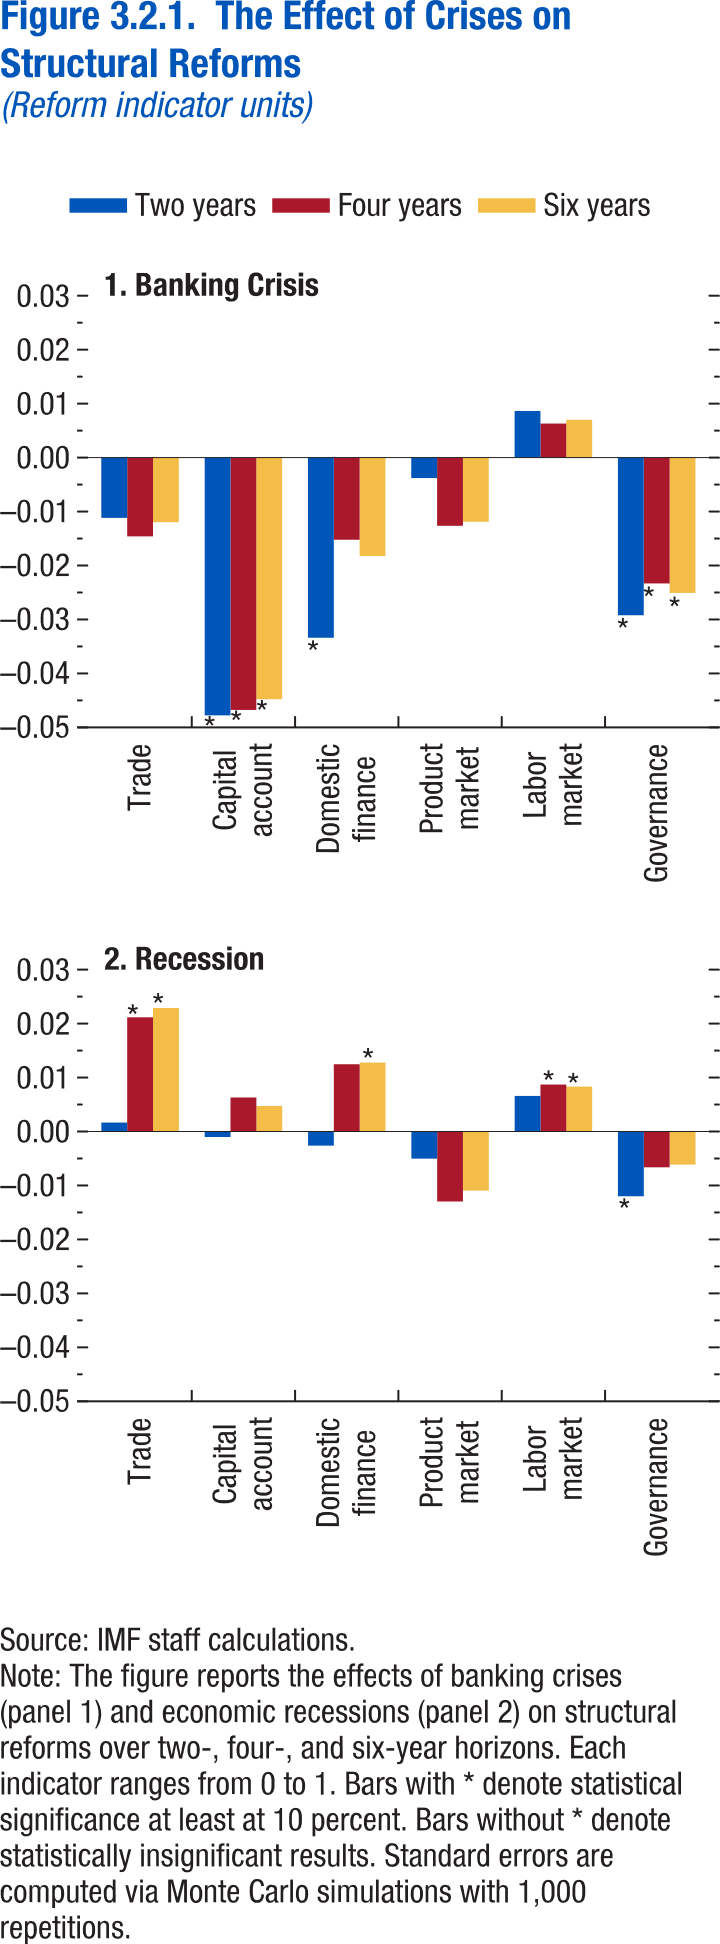 Figure 3.2.1. The Effect of Crises on
Structural Reforms
(Reform indicator units)
Two years Four years Six years
1. Banking Crisis
0.03
0.02
0.01
0.00
–0.01
–0.02
–0.03
–0.04
–0.05
* * * * * * *
Trade
Capital
account
Domestic
finance
Product
market
Labor
market
Governance
2. Recession
0.03
0.02
0.01
0.00
–0.01
–0.02
–0.03
–0.04
–0.05
* * * * * *
Trade
Capital
account
Domestic
finance
Product
market
Labor
market
Governance
Source: IMF staff calculations.
Note: The figure reports the effects of banking crises
(panel 1) and economic recessions (panel 2) on structural
reforms over two-, four-, and six-year horizons. Each
indicator ranges from 0 to 1. Bars with * denote statistical
significance at least at 10 percent. Bars without * denote
statistically insignificant results. Standard errors are
computed via Monte Carlo simulations with 1,000
repetitions.